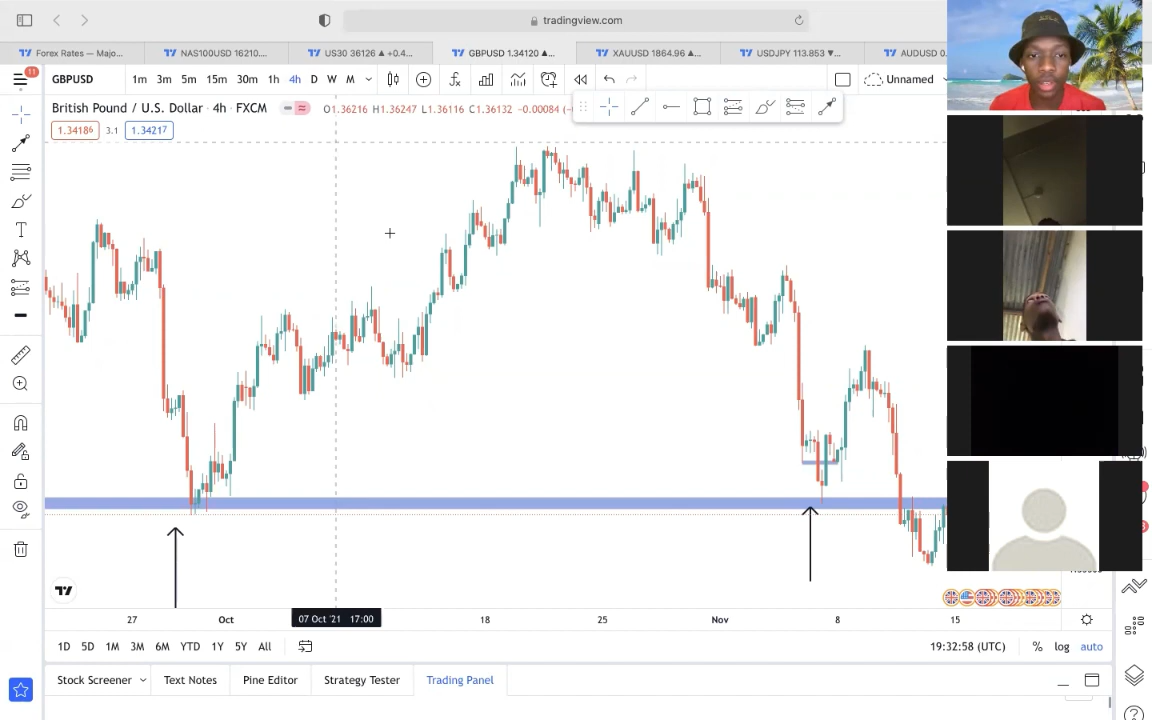 tradingview.com
Forex Rates — Majo...
NAS100USD 16210....
US30 36126 ▲ +0.4...
GBPUSD 1.34120 ▲...
XAUUSD 1864.96 ▲...
USDJPY 113.853 ▼...
AUDUSD 0.
11
GBPUSD
1m 3m 5m 15m 30m 1h 4h D W M
Unnamed
British Pound / U.S. Dollar · 4h · FXCM
O1.36216 H1.36247 L1.36116 C1.36132 -0.00084 (-
1.34186 3.1 1.34217
27 Oct 07 Oct '21 17:00 18 25 Nov 8 15
1D 5D 1M 3M 6M YTD 1Y 5Y All
19:32:58 (UTC) % log auto
Stock Screener Text Notes Pine Editor Strategy Tester Trading Panel